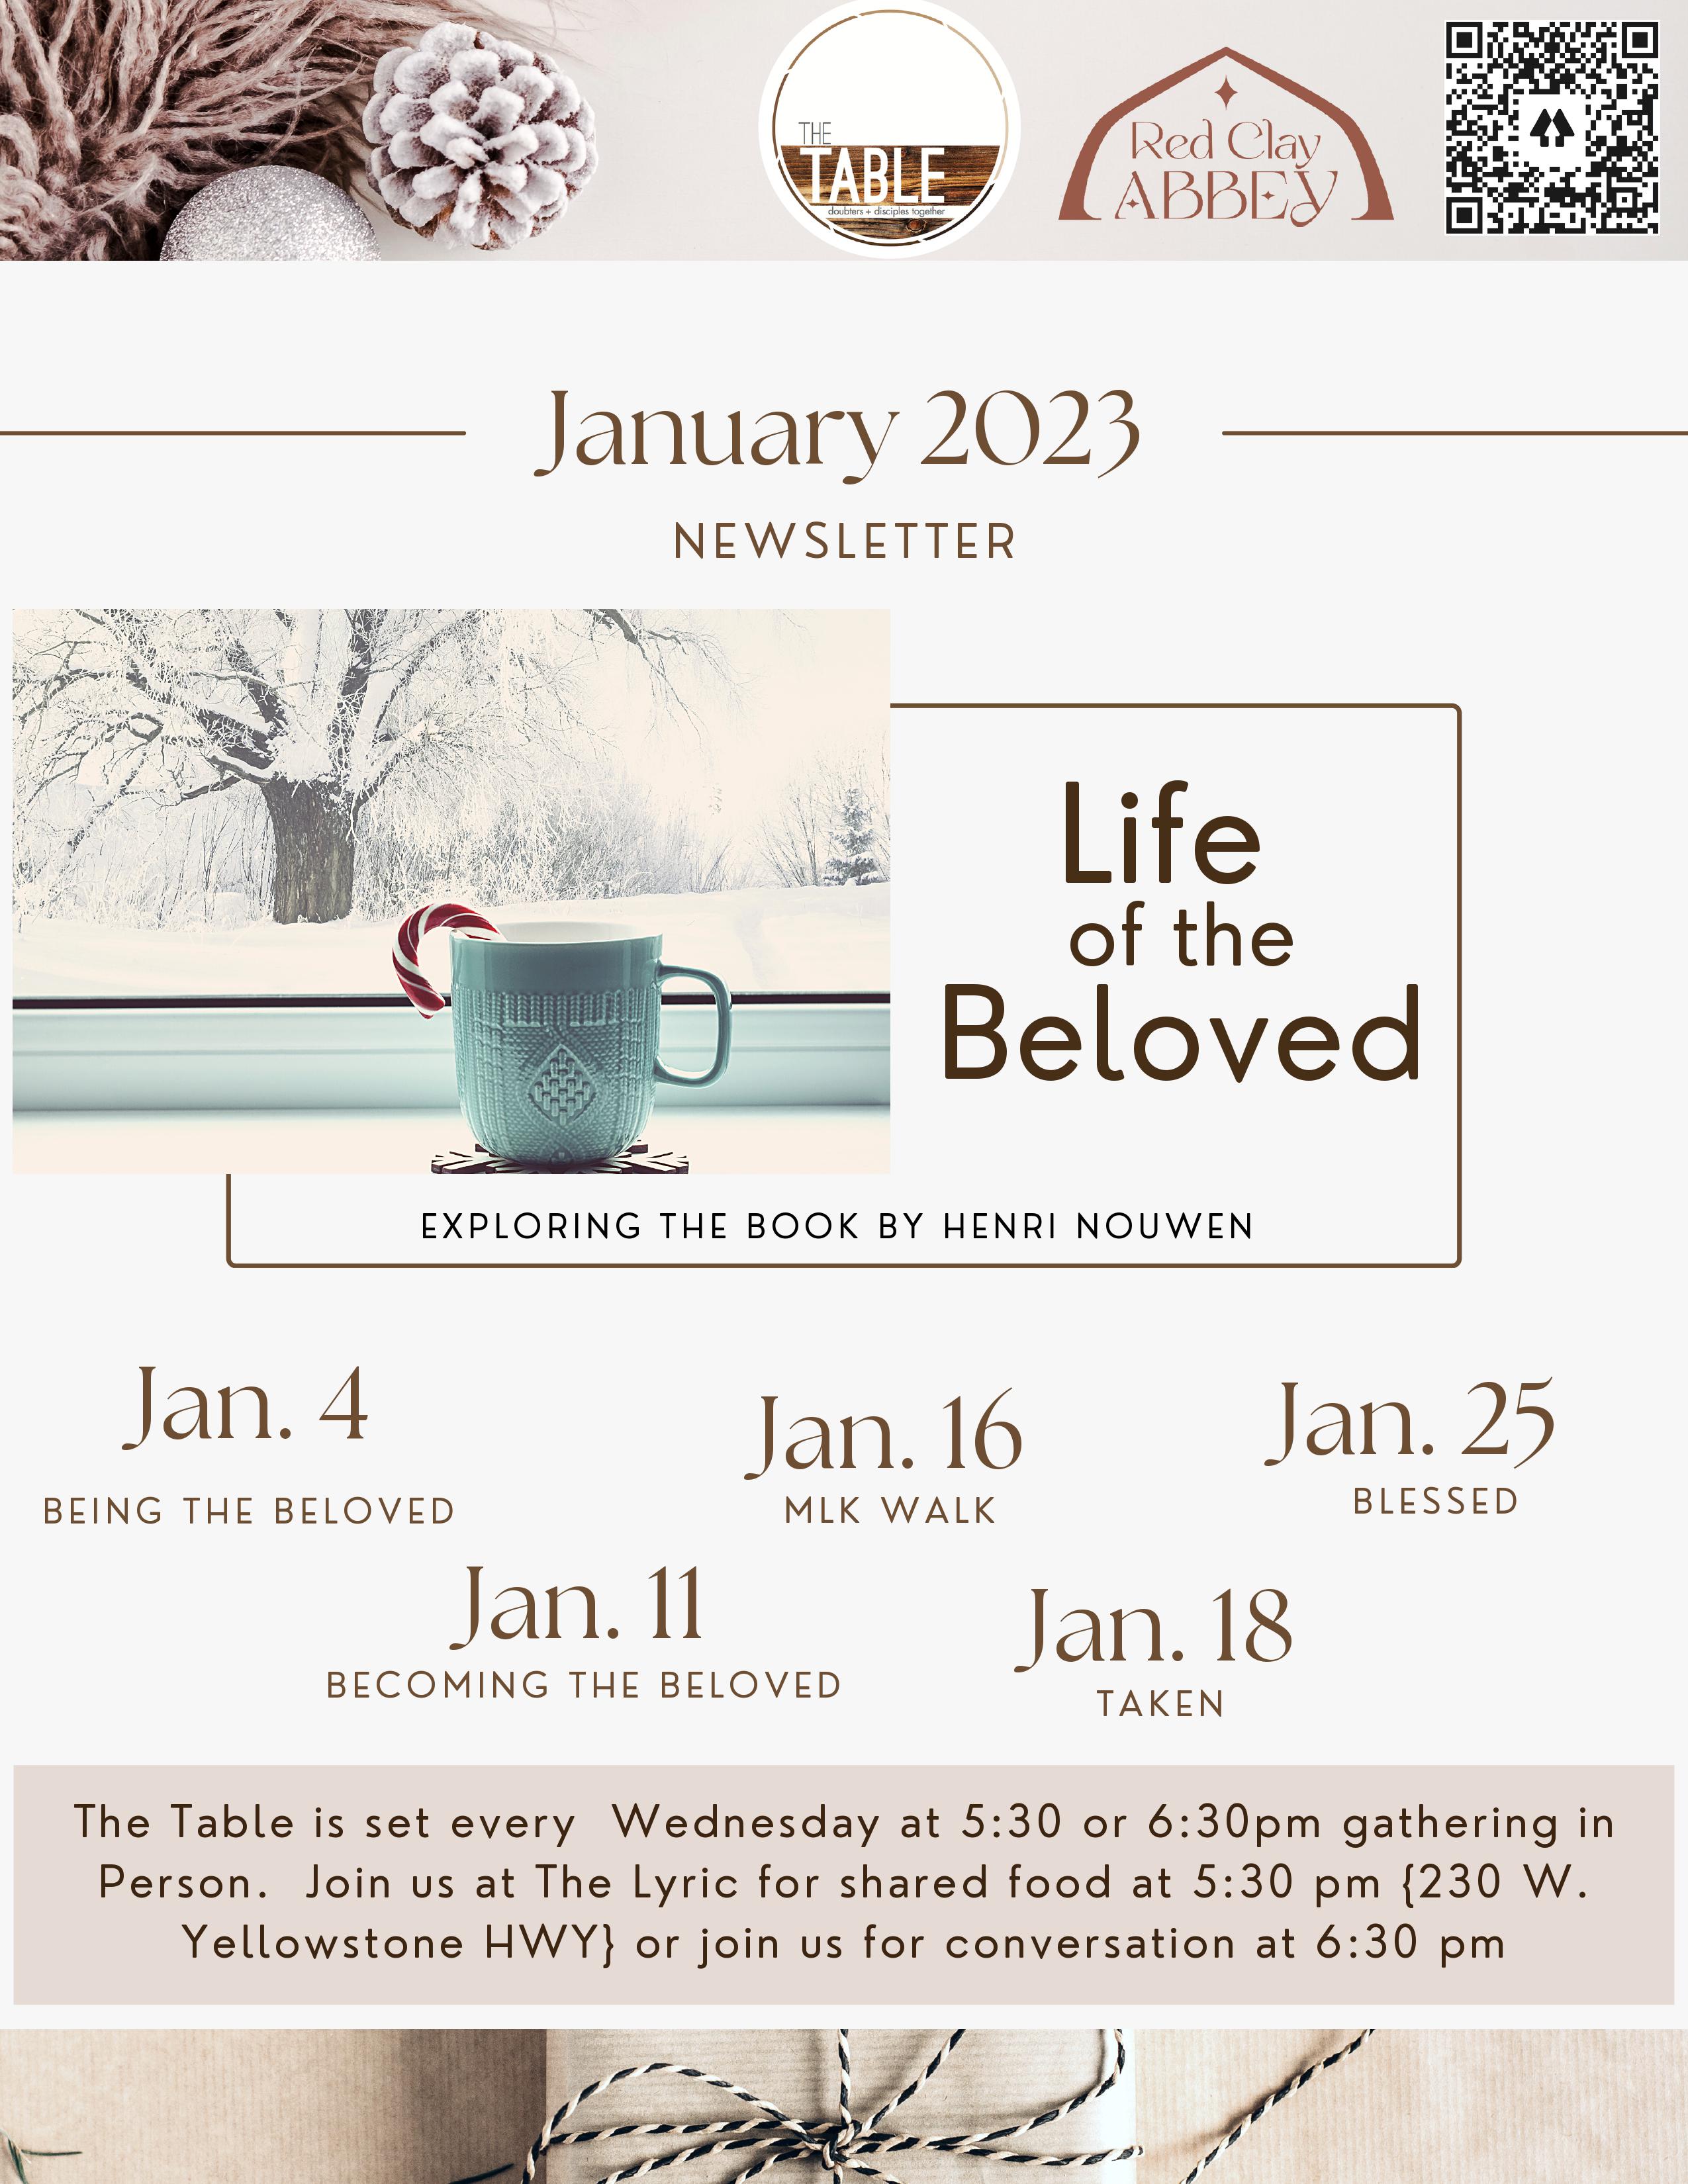 THE
TABLE
doubters + disciples together
Red Clay
ABBEY
January 2023
NEWSLETTER
Life
of the
Beloved
EXPLORING THE BOOK BY HENRI NOUWEN
Jan. 4
BEING THE BELOVED
Jan. 11
BECOMING THE BELOVED
Jan. 16
MLK WALK
Jan. 18
TAKEN
Jan. 25
BLESSED
The Table is set every  Wednesday at 5:30 or 6:30pm gathering in
Person.  Join us at The Lyric for shared food at 5:30 pm {230 W.
Yellowstone HWY} or join us for conversation at 6:30 pm